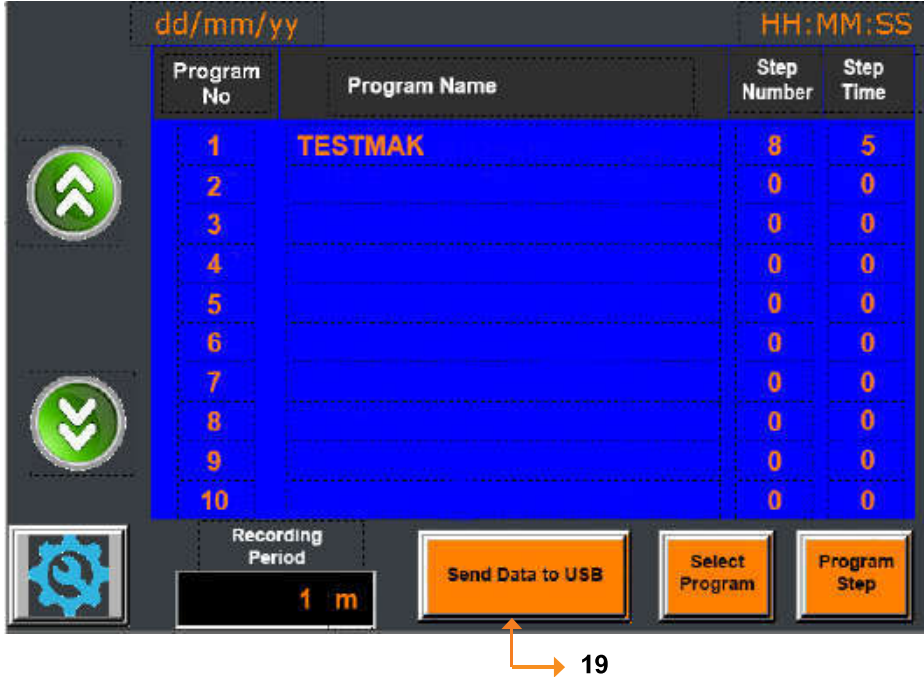 dd/mm/yy HH:MM:SS
Program No Program Name Step Number Step Time
1 TESTMAK 8 5
2 0 0
3 0 0
4 0 0
5 0 0
6 0 0
7 0 0
8 0 0
9 0 0
10 0 0
Recording
Period
1 m
Send Data to USB
Select
Program
Program
Step
19